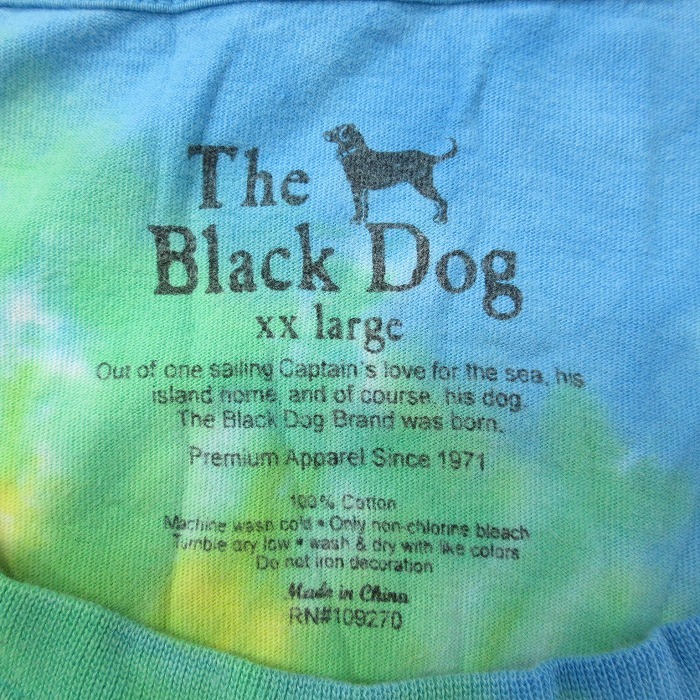 The
Black Dog
xx large
Out of one sailing Captain's love for the sea, his
island home, and of course, his dog.
The Black Dog Brand was born.
Premium Apparel Since 1971
100% Cotton
Machine wash cold • Only non-chlorine bleach
Tumble dry low • wash & dry with like colors
Do not iron decoration
Made in China
RN#109270